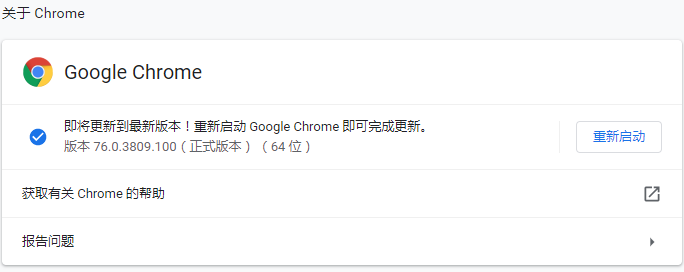 关于 Chrome
Google Chrome
即将更新到最新版本！重新启动 Google Chrome 即可完成更新。
版本 76.0.3809.100（正式版本）（64 位）
重新启动
获取有关 Chrome 的帮助
报告问题